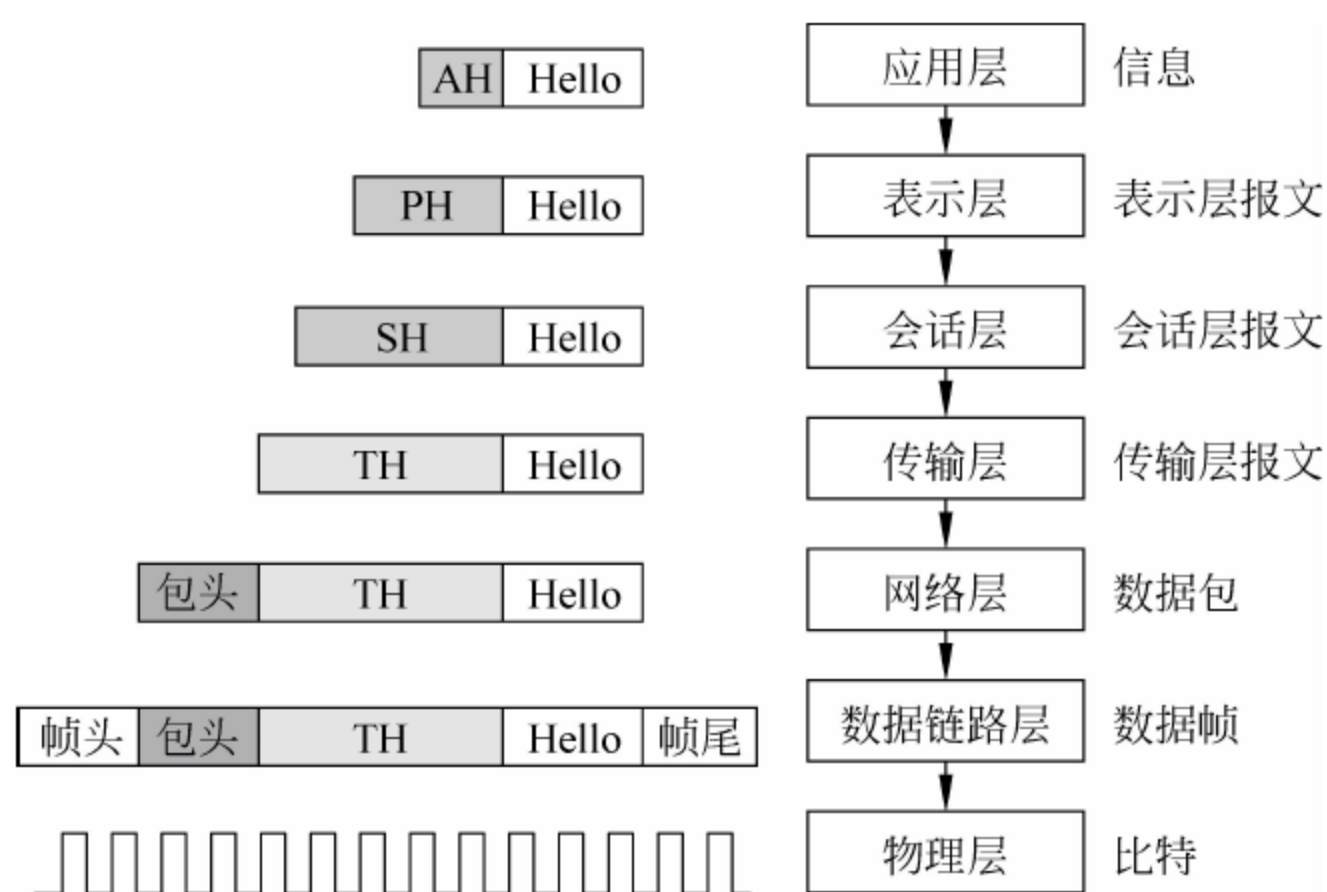 AH Hello 应用层 信息
PH Hello 表示层 表示层报文
SH Hello 会话层 会话层报文
TH Hello 传输层 传输层报文
包头 TH Hello 网络层 数据包
帧头 包头 TH Hello 帧尾 数据链路层 数据帧
物理层 比特